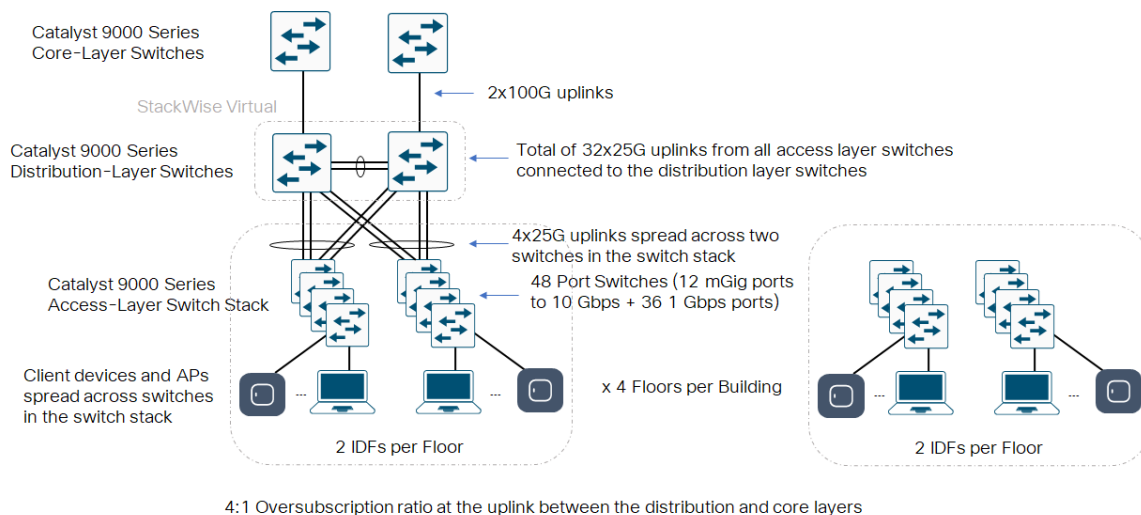 Catalyst 9000 Series
Core-Layer Switches
2x100G uplinks
StackWise Virtual
Catalyst 9000 Series
Distribution-Layer Switches
Total of 32x25G uplinks from all access layer switches
connected to the distribution layer switches
4x25G uplinks spread across two
switches in the switch stack
Catalyst 9000 Series
Access-Layer Switch Stack
48 Port Switches (12 mGig ports
to 10 Gbps + 36 1 Gbps ports)
Client devices and APs
spread across switches
in the switch stack
...
...
x 4 Floors per Building
...
...
2 IDFs per Floor
2 IDFs per Floor
4:1 Oversubscription ratio at the uplink between the distribution and core layers